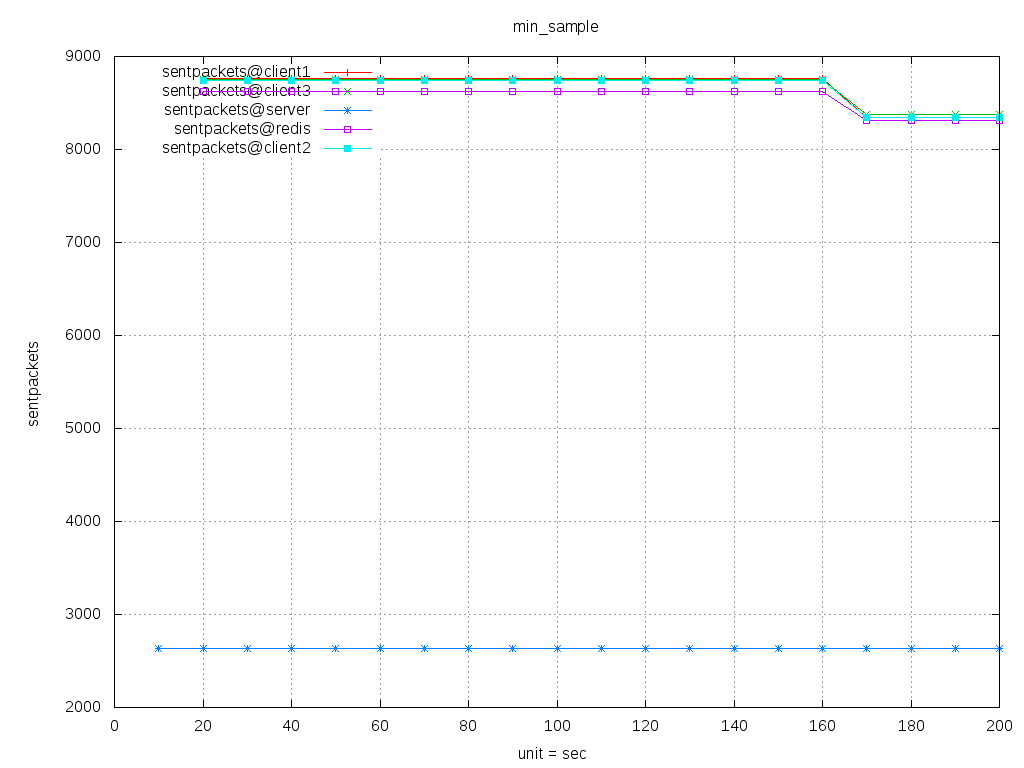 min_sample
9000
8000
7000
6000
5000
4000
3000
2000
sentpackets
sentpackets@client1
sentpackets@client3
sentpackets@server
sentpackets@redis
sentpackets@client2
0 20 40 60 80 100 120 140 160 180 200
unit = sec